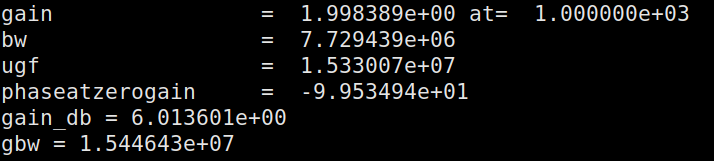 gain                =  1.998389e+00 at=  1.000000e+03
bw                  =  7.729439e+06
ugf                 =  1.533007e+07
phaseatzerogain     =  -9.953494e+01
gain_db = 6.013601e+00
gbw = 1.544643e+07